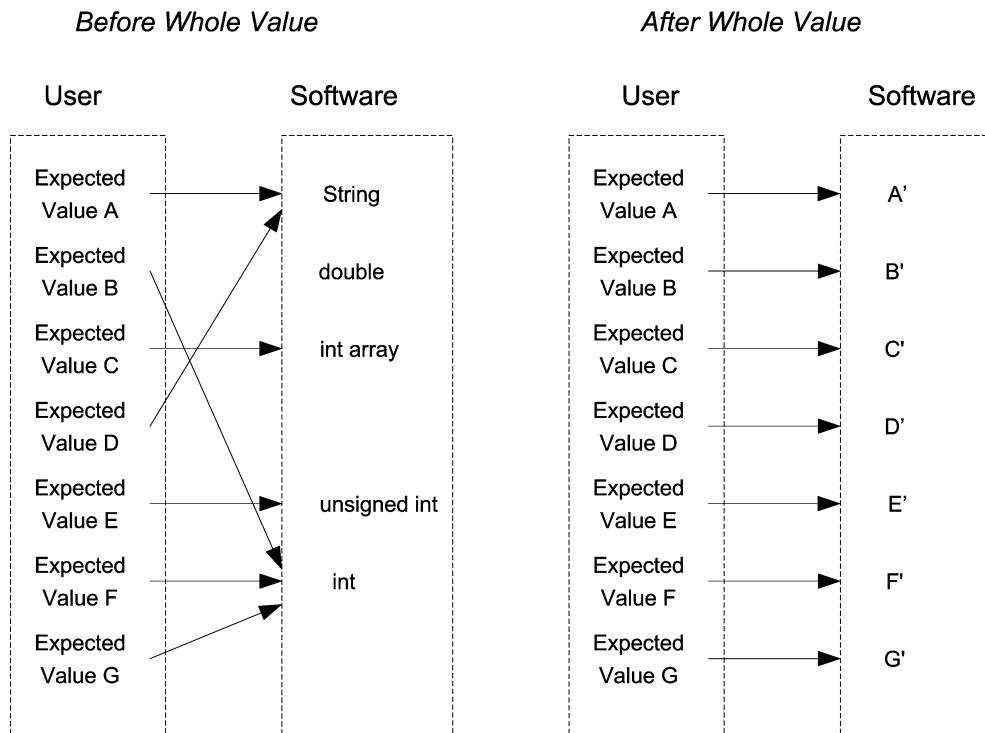 Before Whole Value
User
Software
Expected
Value A
String
Expected
Value B
double
Expected
Value C
int array
Expected
Value D
Expected
Value E
unsigned int
Expected
Value F
int
Expected
Value G
After Whole Value
User
Software
Expected
Value A
A’
Expected
Value B
B'
Expected
Value C
C'
Expected
Value D
D’
Expected
Value E
E’
Expected
Value F
F'
Expected
Value G
G'